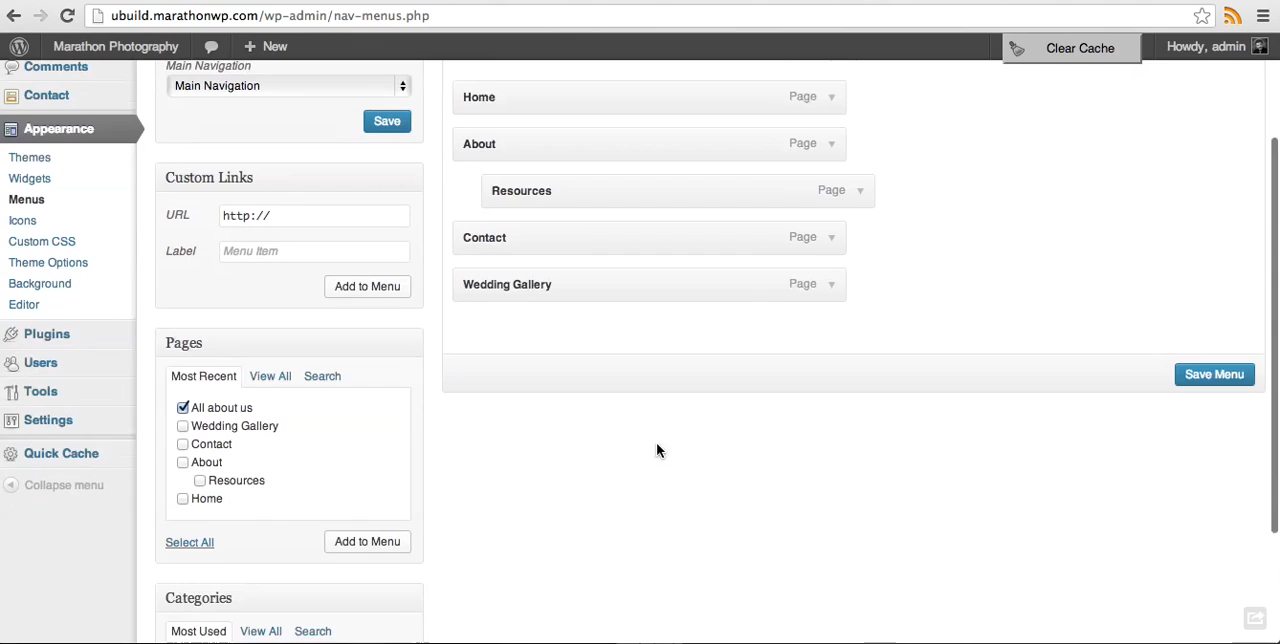 ubuild.marathonwp.com/wp-admin/nav-menus.php
Marathon Photography
New
Clear Cache
Howdy, admin
Comments
Contact
Appearance
Themes
Widgets
Menus
Icons
Custom CSS
Theme Options
Background
Editor
Plugins
Users
Tools
Settings
Quick Cache
Collapse menu
Main Navigation
Main Navigation
Save
Custom Links
URL http://
Label Menu Item
Add to Menu
Pages
Most Recent View All Search
All about us
Wedding Gallery
Contact
About
Resources
Home
Select All Add to Menu
Categories
Most Used View All Search
Home Page
About Page
Resources Page
Contact Page
Wedding Gallery Page
Save Menu